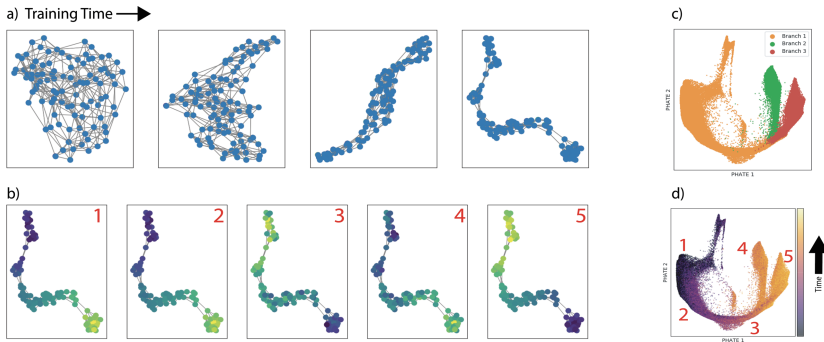 a) Training Time
b)
1
2
3
4
5
c)
Branch 1
Branch 2
Branch 3
PHATE 2
PHATE 1
d)
1
2
3
4
5
PHATE 2
PHATE 1
Time